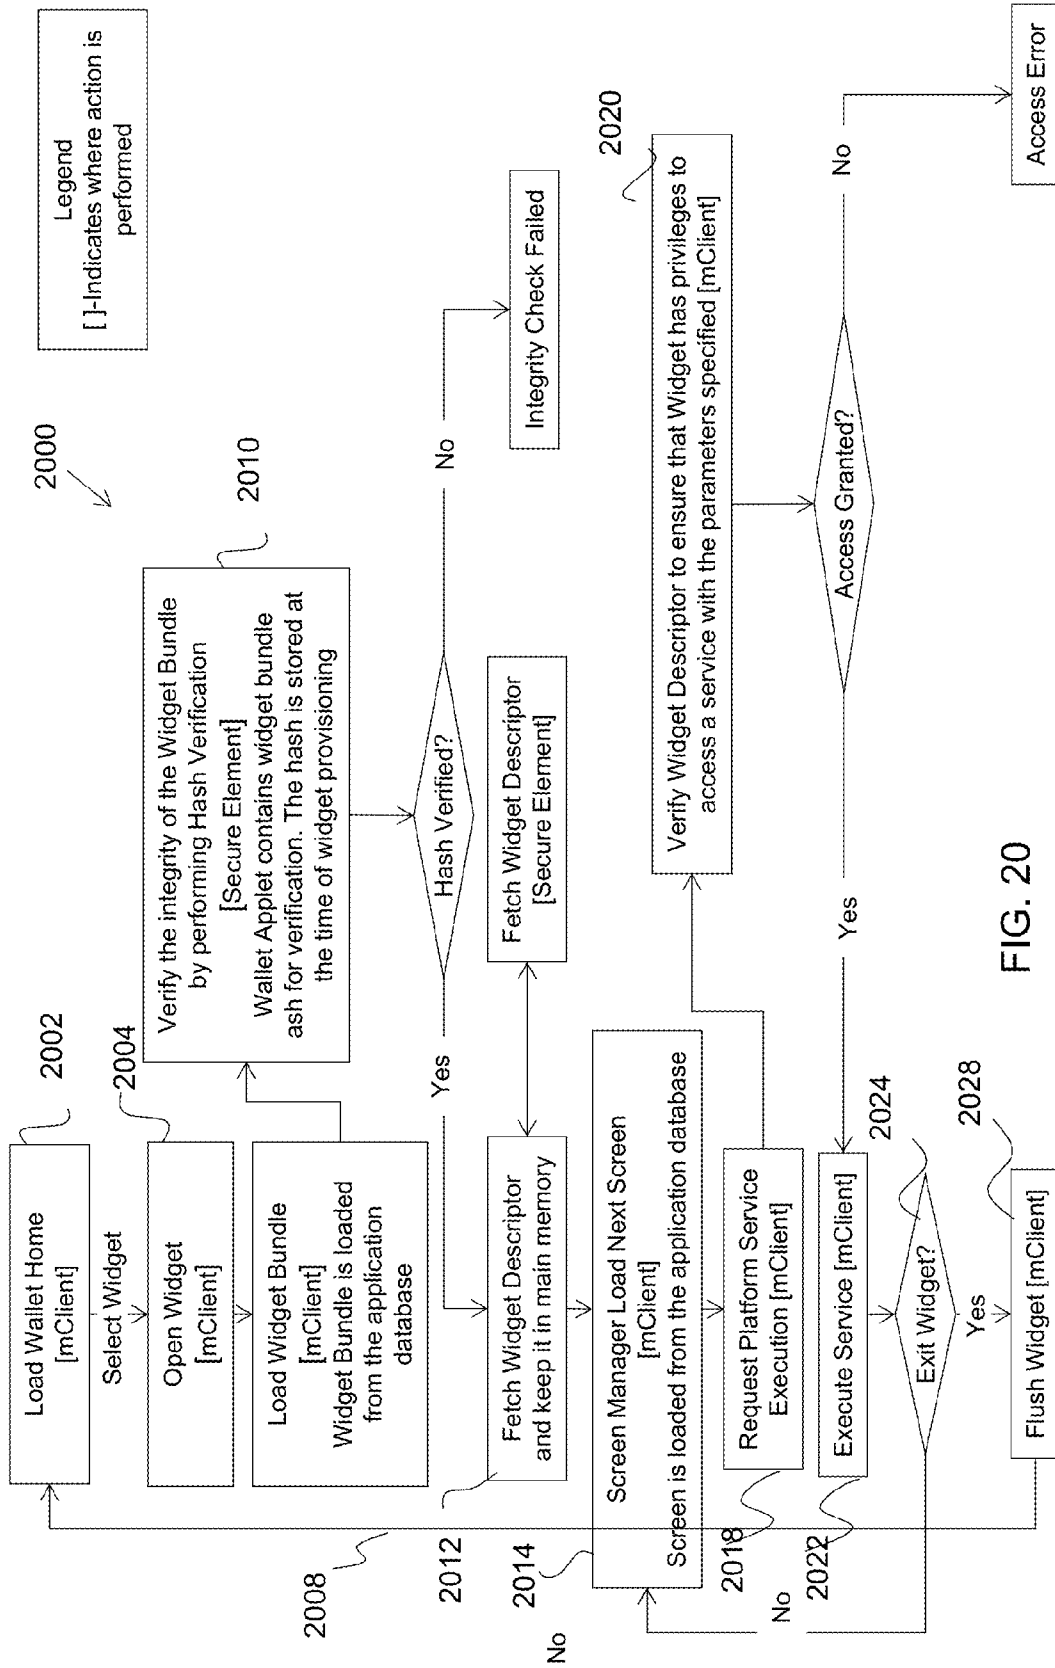 Legend
[ ]-Indicates where action is
performed
2000
2002
Load Wallet Home
[mClient]
Select Widget
2004
Open Widget
[mClient]
2008
Load Widget Bundle
[mClient]
Widget Bundle is loaded
from the application
database
2010
Verify the integrity of the Widget Bundle
by performing Hash Verification
[Secure Element]
Wallet Applet contains widget bundle
ash for verification. The hash is stored at
the time of widget provisioning
Hash Verified?
Yes
No
Integrity Check Failed
2012
Fetch Widget Descriptor
and keep it in main memory
Fetch Widget Descriptor
[Secure Element]
2014
Screen Manager Load Next Screen
[mClient]
Screen is loaded from the application database
No
2018
Request Platform Service
Execution [mClient]
2020
Verify Widget Descriptor to ensure that Widget has privileges to
access a service with the parameters specified [mClient]
Access Granted?
Yes
No
Access Error
2022
Execute Service [mClient]
2024
Exit Widget?
No
Yes
2028
Flush Widget [mClient]
FIG. 20